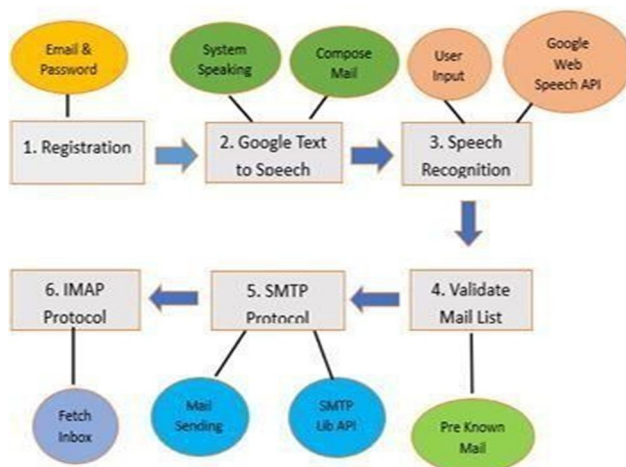 Email &
Password
System
Speaking
Compose
Mail
User
Input
Google
Web
Speech API
1. Registration
2. Google Text
to Speech
3. Speech
Recognition
6. IMAP
Protocol
5. SMTP
Protocol
4. Validate
Mail List
Fetch
Inbox
Mail
Sending
SMTP
Lib API
Pre Known
Mail